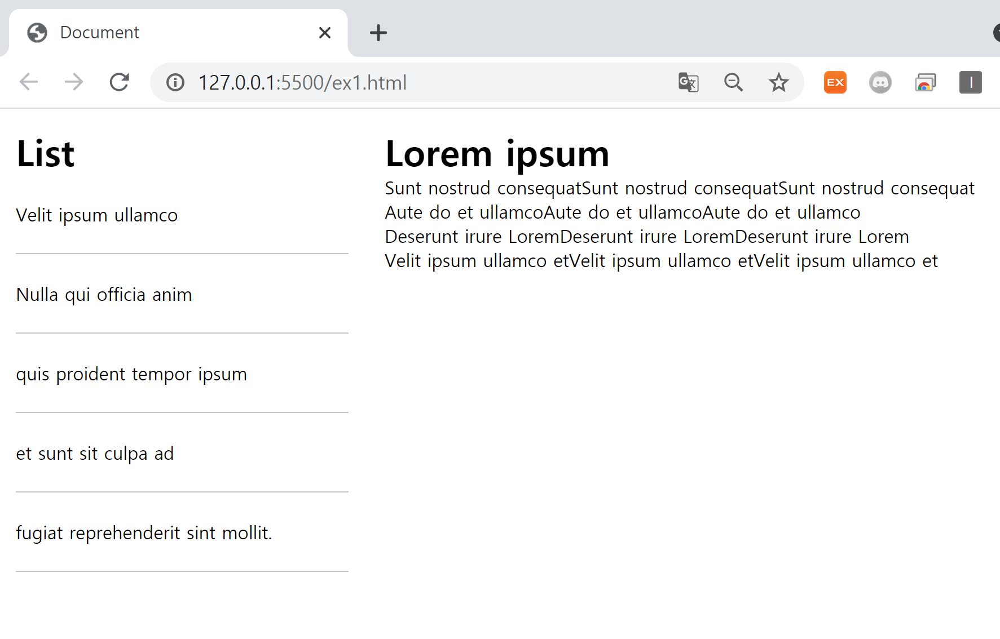 Document
127.0.0.1:5500/ex1.html
EX
List
Velit ipsum ullamco
Nulla qui officia anim
quis proident tempor ipsum
et sunt sit culpa ad
fugiat reprehenderit sint mollit.
Lorem ipsum
Sunt nostrud consequatSunt nostrud consequatSunt nostrud consequat
Aute do et ullamcoAute do et ullamcoAute do et ullamco
Deserunt irure LoremDeserunt irure LoremDeserunt irure Lorem
Velit ipsum ullamco etVelit ipsum ullamco etVelit ipsum ullamco et